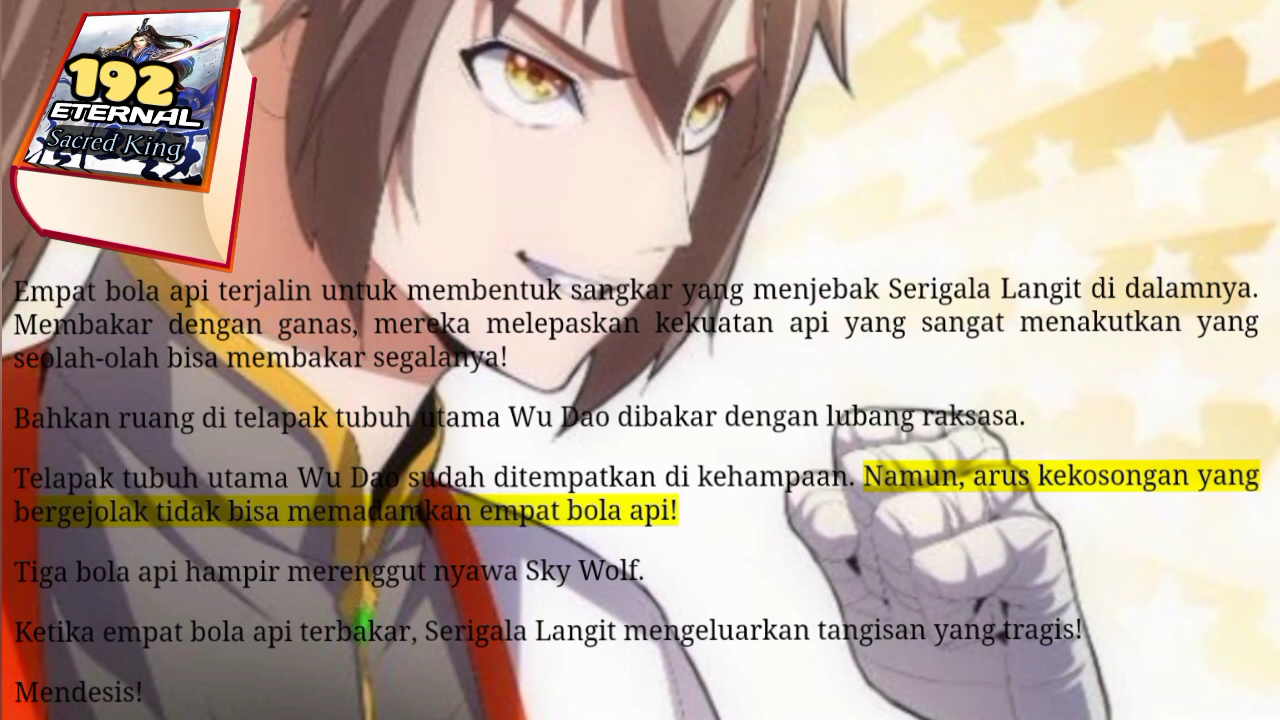 192
ETERNAL
Sacred King
Empat bola api terjalin untuk membentuk sangkar yang menjebak Serigala Langit di dalamnya.
Membakar dengan ganas, mereka melepaskan kekuatan api yang sangat menakutkan yang
seolah-olah bisa membakar segalanya!
Bahkan ruang di telapak tubuh utama Wu Dao dibakar dengan lubang raksasa.
Telapak tubuh utama Wu Dao sudah ditempatkan di kehampaan. Namun, arus kekosongan yang
bergejolak tidak bisa memadamkan empat bola api!
Tiga bola api hampir merenggut nyawa Sky Wolf.
Ketika empat bola api terbakar, Serigala Langit mengeluarkan tangisan yang tragis!
Mendesis!